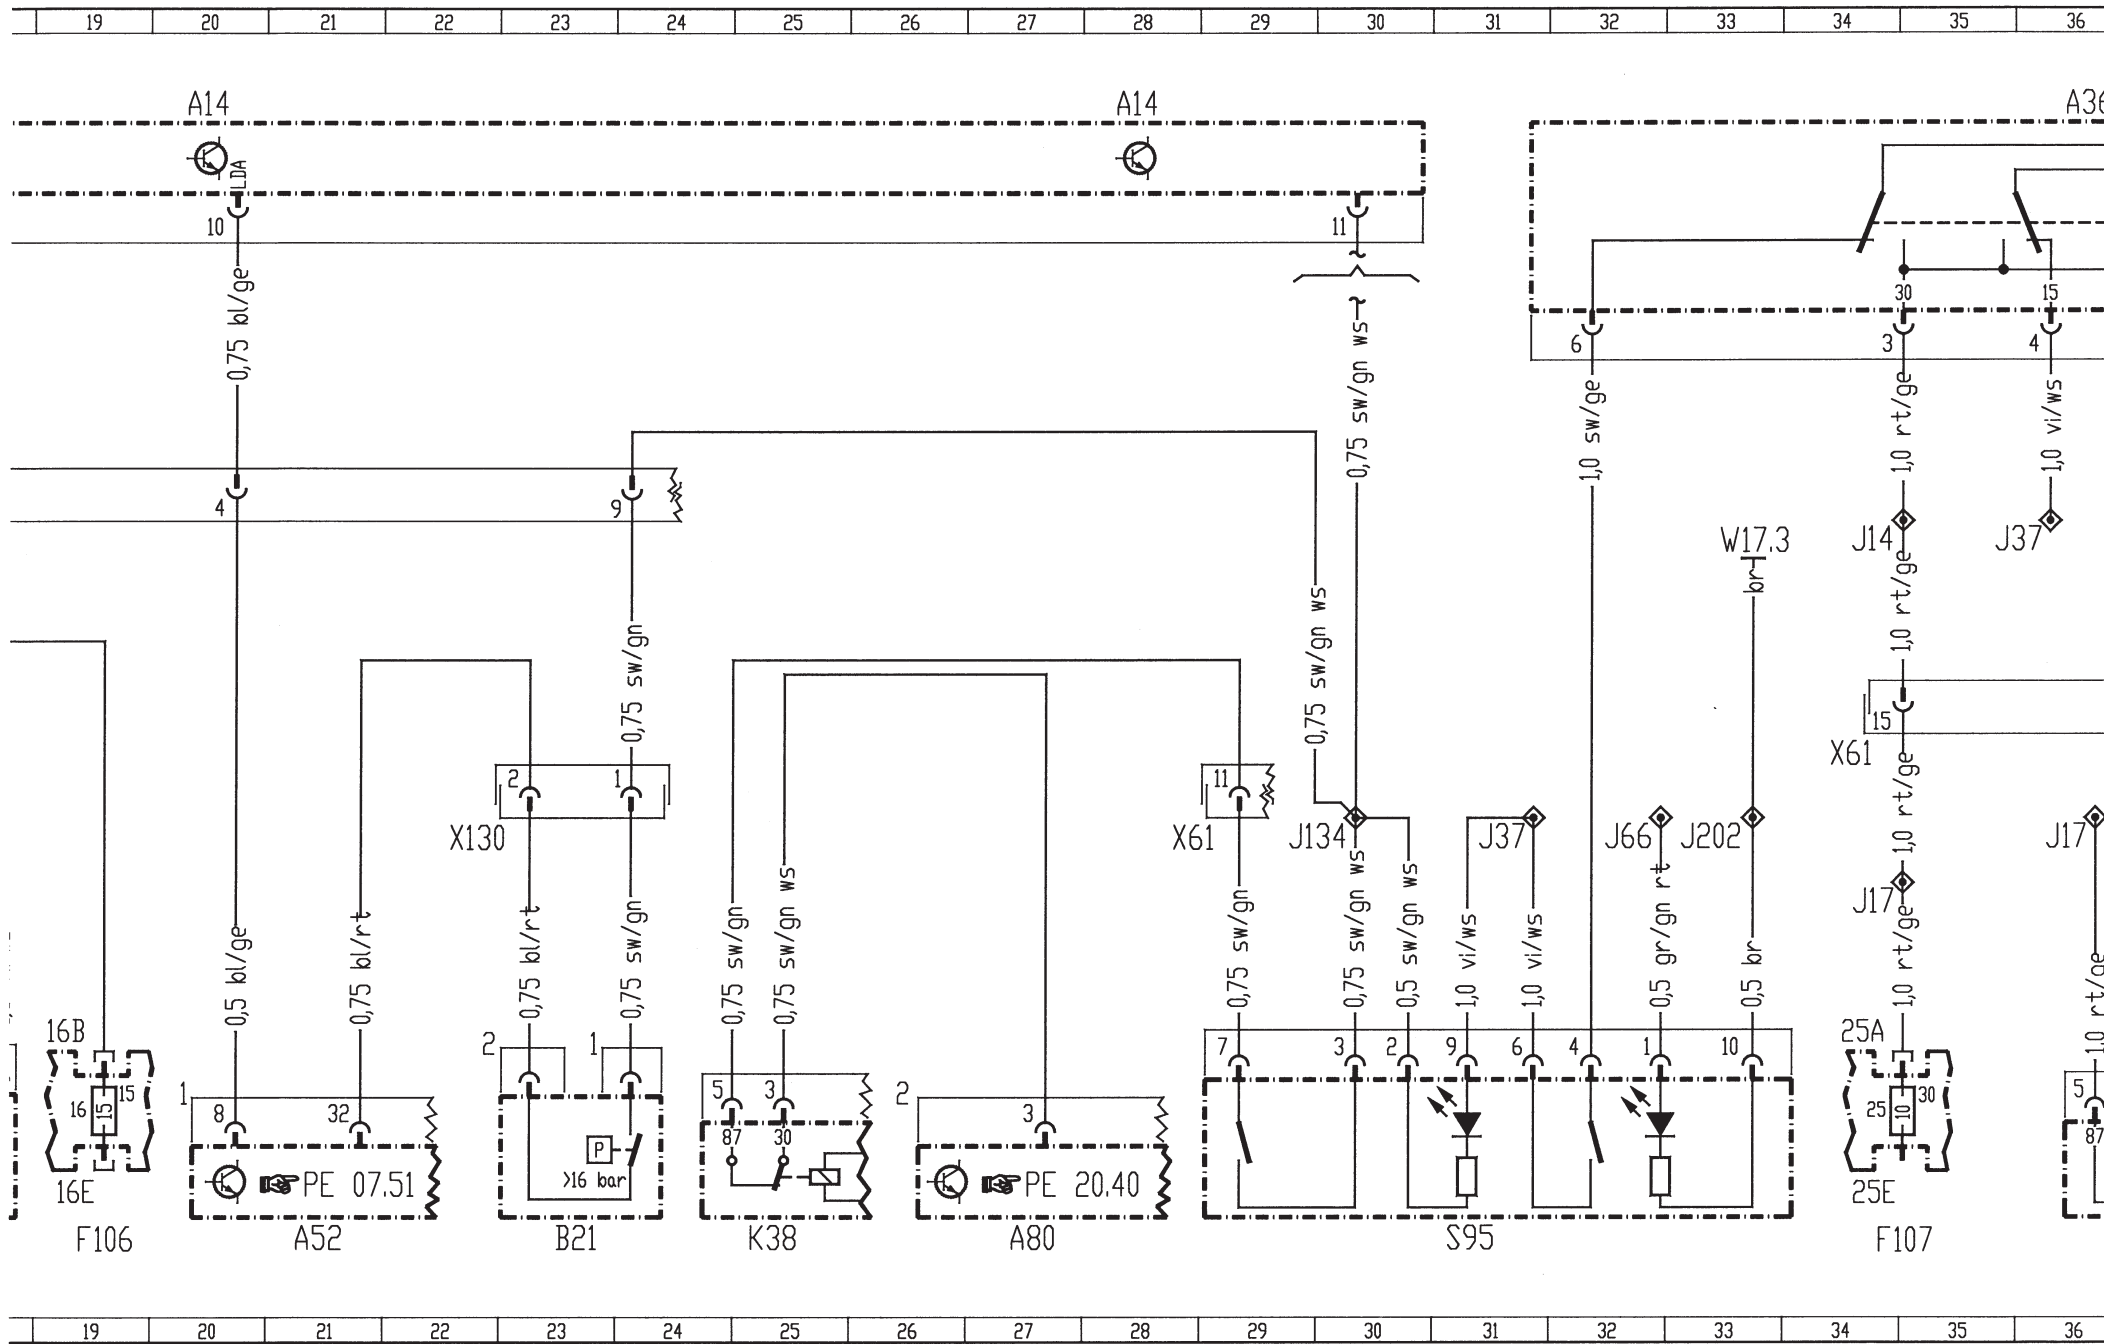 19 20 21 22 23 24 25 26 27 28 29 30 31 32 33 34 35 36
A14 A14 A36
LDA
10 11
30 15
6 3 4
0,75 bl/ge
0,75 sw/gn ws
1,0 sw/ge
1,0 rt/ge
1,0 vi/ws
4 9
W17.3 J14 J37
br
0,75 sw/gn
0,75 sw/gn ws
1,0 rt/ge
15
X61
2 1 11
X130 X61 J134 J37 J66 J202 J17
1,0 rt/ge
J17
0,5 bl/ge
0,75 bl/rt
0,75 bl/rt
0,75 sw/gn
0,75 sw/gn
0,75 sw/gn ws
0,75 sw/gn
0,75 sw/gn ws
0,5 sw/gn ws
1,0 vi/ws
1,0 vi/ws
0,5 gr/gn rt
0,5 br
1,0 rt/ge
1,0 rt/ge
16B 2 1 7 3 2 9 6 4 1 10 25A
16 15 15
1 8 32
5 3
2 3
25 10 30
5
87 30
87
P
>16 bar
PE 07.51
PE 20.40
16E 25E
F106 A52 B21 K38 A80 S95 F107
19 20 21 22 23 24 25 26 27 28 29 30 31 32 33 34 35 36